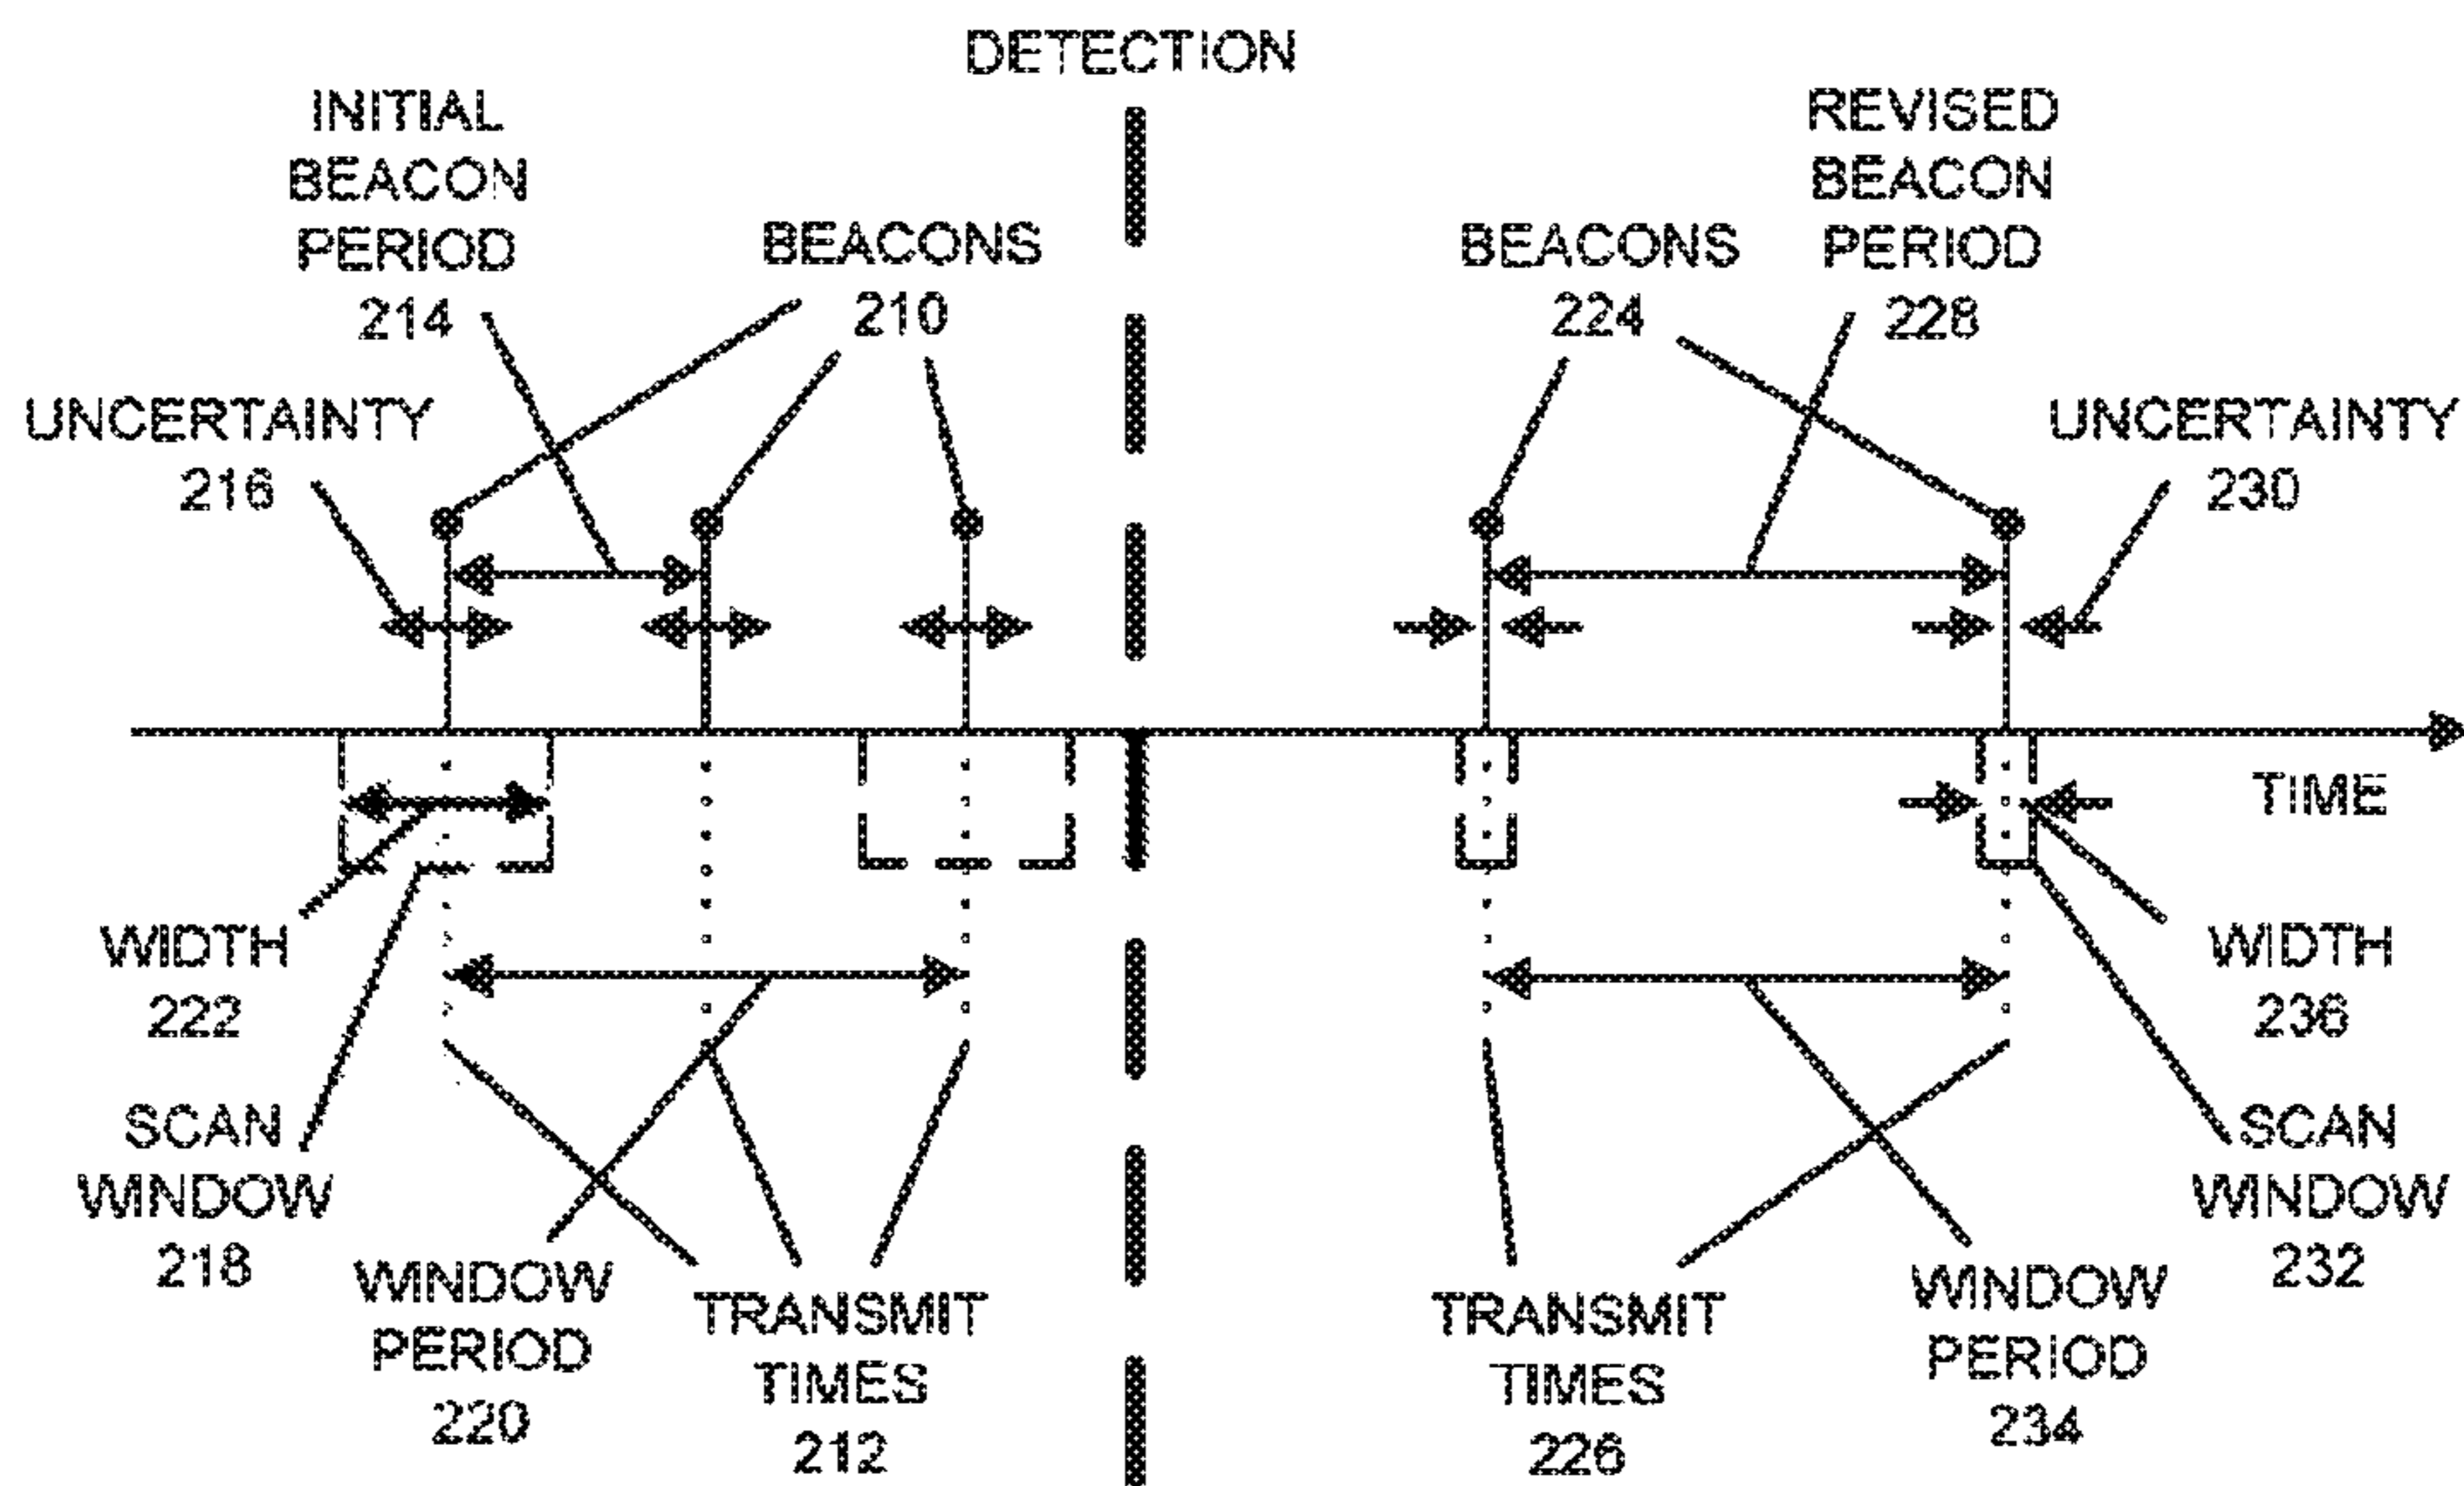 DETECTION
INITIAL
BEACON
PERIOD
214
BEACONS
210
REVISED
BEACON
PERIOD
228
BEACONS
224
UNCERTAINTY
216
UNCERTAINTY
230
TIME
WIDTH
222
WIDTH
236
SCAN
WINDOW
218
SCAN
WINDOW
232
WINDOW
PERIOD
220
TRANSMIT
TIMES
212
TRANSMIT
TIMES
226
WINDOW
PERIOD
234